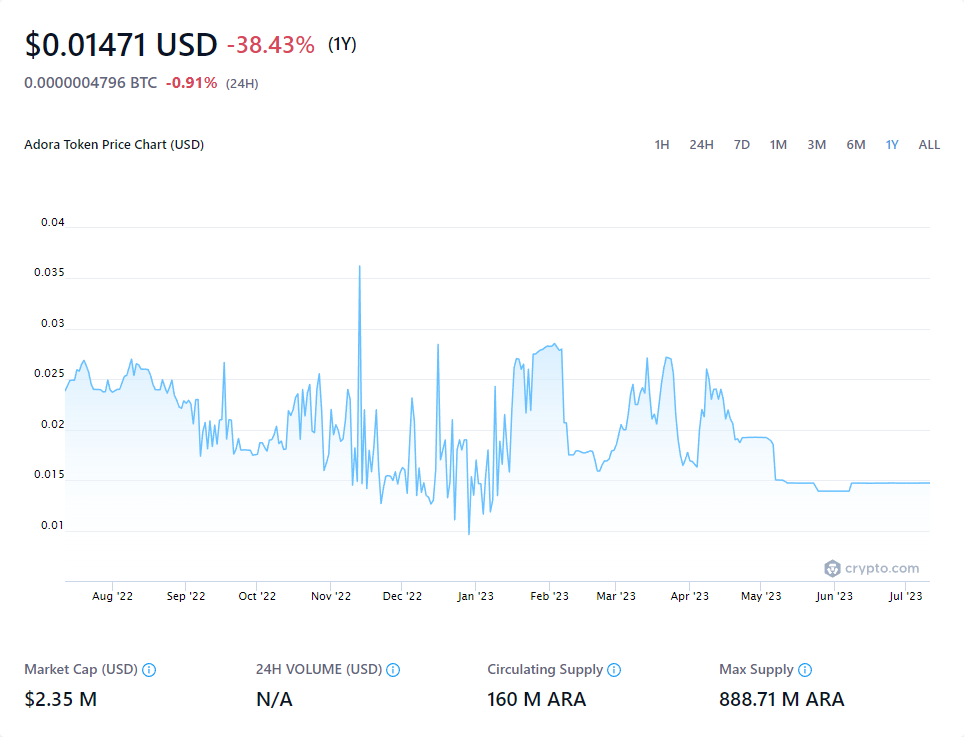 $0.01471 USD -38.43% (1Y)
0.0000004796 BTC -0.91% (24H)
Adora Token Price Chart (USD)
1H 24H 7D 1M 3M 6M 1Y ALL
0.04
0.035
0.03
0.025
0.02
0.015
0.01
crypto.com
Aug '22 Sep '22 Oct '22 Nov '22 Dec '22 Jan '23 Feb '23 Mar '23 Apr '23 May '23 Jun '23 Jul '23
Market Cap (USD) 24H VOLUME (USD) Circulating Supply Max Supply
$2.35 M N/A 160 M ARA 888.71 M ARA